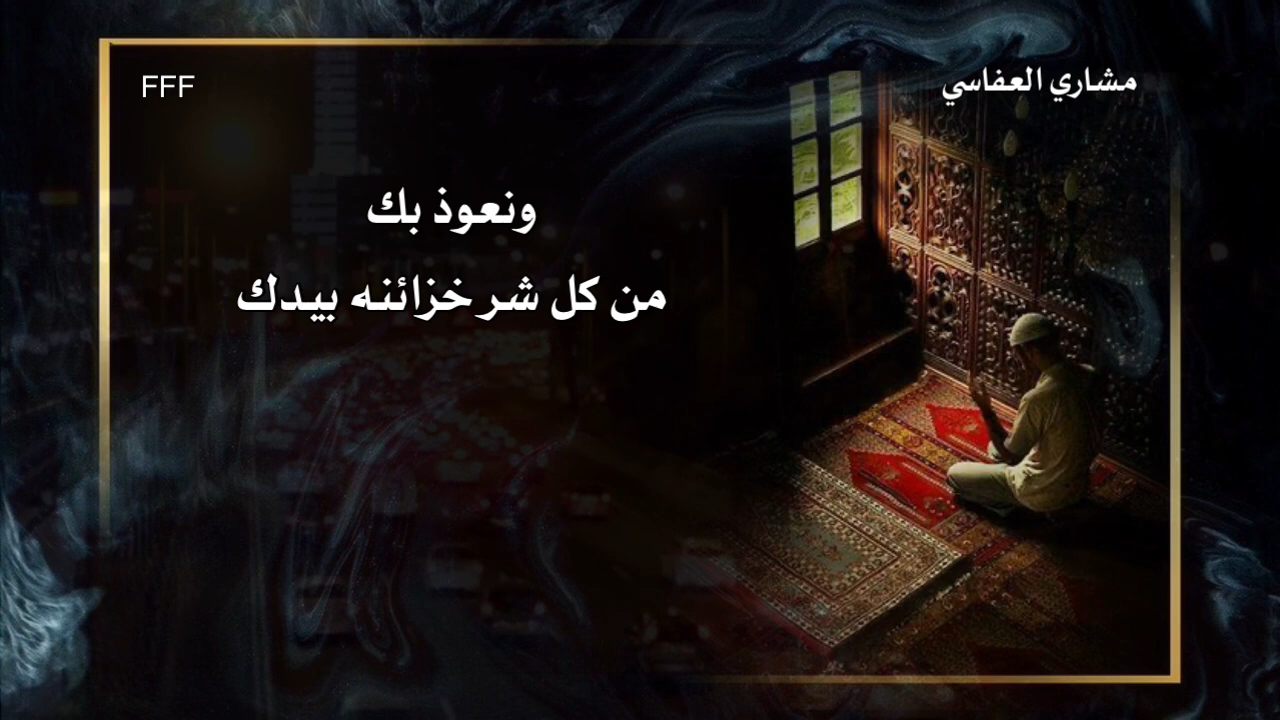 FFF
مشاري العفاسي
ونعوذ بك
من كل شر خزائنه بيدك